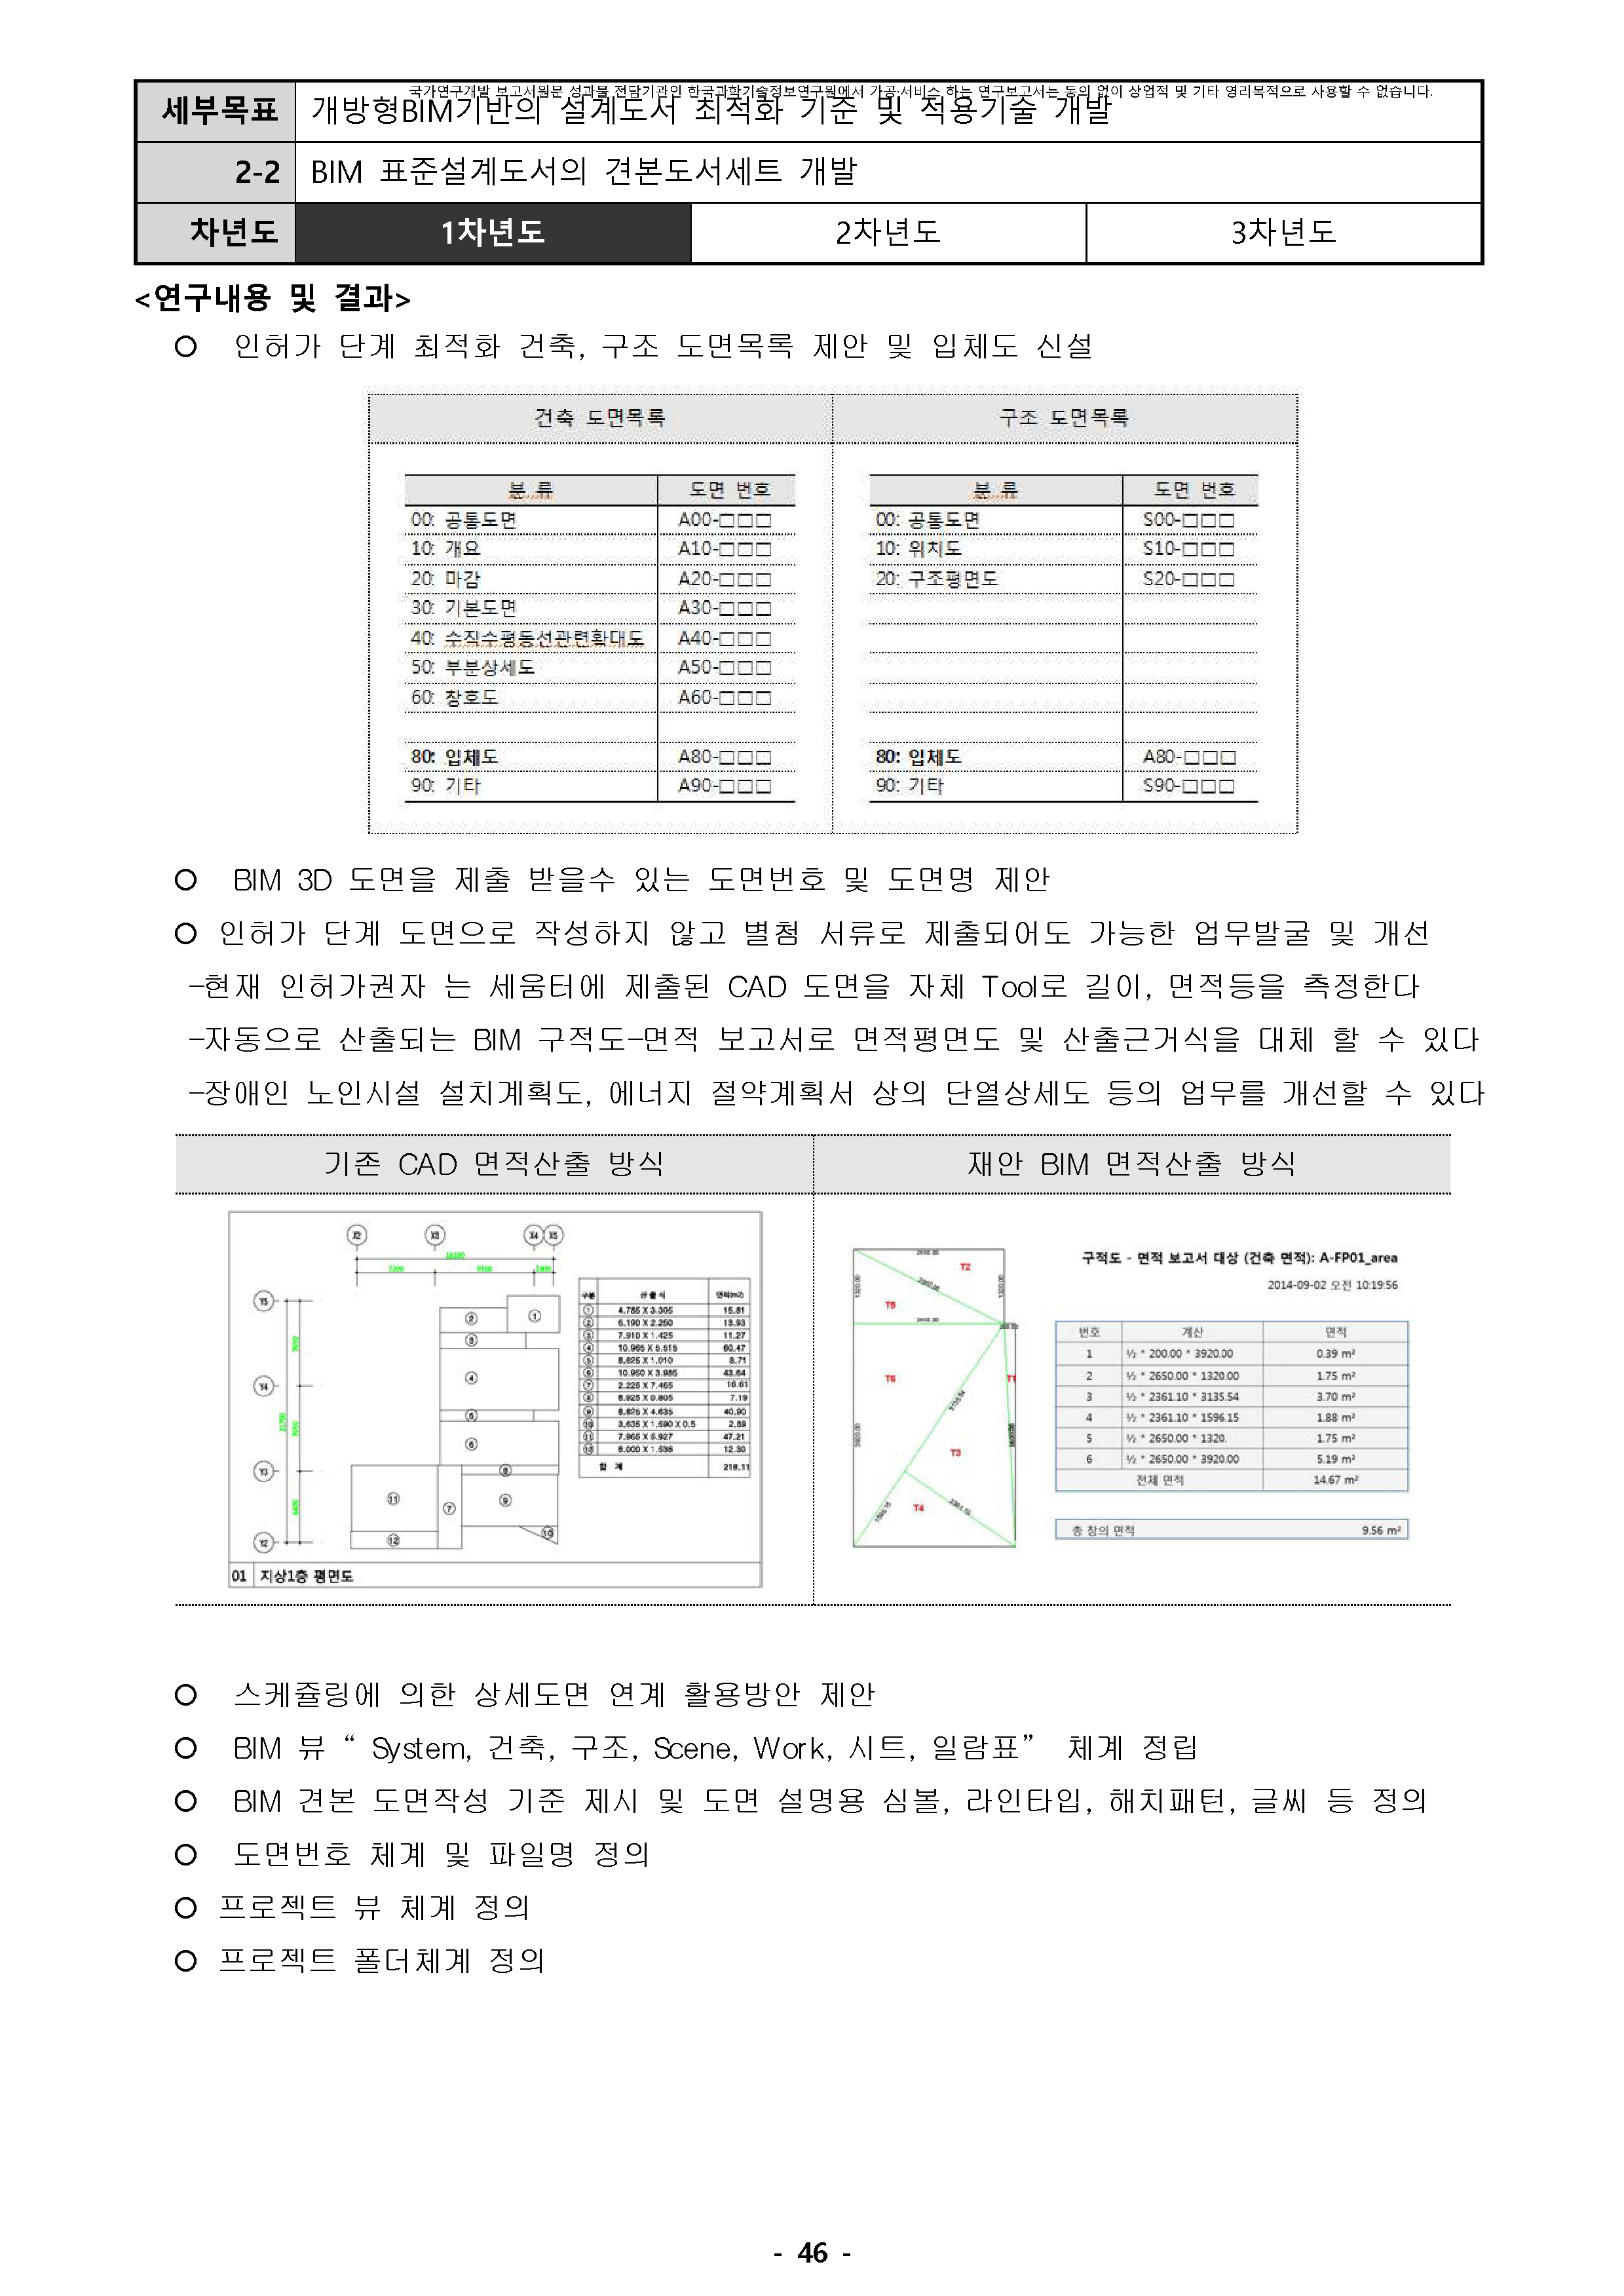 국가연구개발 보고서원문 성과물 전담기관인 한국과학기술정보연구원에서 가공·서비스 하는 연구보고서는 동의 없이 상업적 및 기타 영리목적으로 사용할 수 없습니다.
세부목표 개방형BIM기반의 설계도서 최적화 기준 및 적용기술 개발
2-2 BIM 표준설계도서의 견본도서세트 개발
차년도 1차년도 2차년도 3차년도
<연구내용 및 결과>
○ 인허가 단계 최적화 건축, 구조 도면목록 제안 및 입체도 신설
건축 도면목록 구조 도면목록
분 류 도면 번호 분 류 도면 번호
00: 공통도면 A00-□□□ 00: 공통도면 S00-□□□
10: 개요 A10-□□□ 10: 위치도 S10-□□□
20: 마감 A20-□□□ 20: 구조평면도 S20-□□□
30: 기본도면 A30-□□□
40: 수직수평동선관련확대도 A40-□□□
50: 부분상세도 A50-□□□
60: 창호도 A60-□□□
80: 입체도 A80-□□□ 80: 입체도 A80-□□□
90: 기타 A90-□□□ 90: 기타 S90-□□□
○ BIM 3D 도면을 제출 받을수 있는 도면번호 및 도면명 제안
○ 인허가 단계 도면으로 작성하지 않고 별첨 서류로 제출되어도 가능한 업무발굴 및 개선
-현재 인허가권자 는 세움터에 제출된 CAD 도면을 자체 Tool로 길이, 면적등을 측정한다
-자동으로 산출되는 BIM 구적도-면적 보고서로 면적평면도 및 산출근거식을 대체 할 수 있다
-장애인 노인시설 설치계획도, 에너지 절약계획서 상의 단열상세도 등의 업무를 개선할 수 있다
기존 CAD 면적산출 방식 재안 BIM 면적산출 방식
X2 X3 X4 X5
16100
7200 9100 1800
Y5
Y4
Y3
Y2
구분 산 출 식 면적(m2)
① 4.785 X 3.305 15.81
② 6.190 X 2.250 13.93
③ 7.910 X 1.425 11.27
④ 10.965 X 5.515 60.47
⑤ 8.625 X 1.010 8.71
⑥ 10.950 X 3.985 43.64
⑦ 2.225 X 7.465 16.61
⑧ 8.925 X 0.805 7.19
⑨ 8.825 X 4.635 40.90
⑩ 3.635 X 1.590 X 0.5 2.89
⑪ 7.965 X 5.927 47.21
⑫ 8.000 X 1.538 12.30
합 계 218.11
01 지상1층 평면도
T2
T5
T6
T1
T3
T4
구적도 - 면적 보고서 대상 (건축 면적): A-FP01_area
2014-09-02 오전 10:19:56
번호 계산 면적
1 ½ * 200.00 * 3920.00 0.39 m²
2 ½ * 2650.00 * 1320.00 1.75 m²
3 ½ * 2361.10 * 3135.54 3.70 m²
4 ½ * 2361.10 * 1596.15 1.88 m²
5 ½ * 2650.00 * 1320. 1.75 m²
6 ½ * 2650.00 * 3920.00 5.19 m²
전체 면적 14.67 m²
총 창의 면적 9.56 m²
○ 스케쥴링에 의한 상세도면 연계 활용방안 제안
○ BIM 뷰 “ System, 건축, 구조, Scene, Work, 시트, 일람표” 체계 정립
○ BIM 견본 도면작성 기준 제시 및 도면 설명용 심볼, 라인타입, 해치패턴, 글씨 등 정의
○ 도면번호 체계 및 파일명 정의
○ 프로젝트 뷰 체계 정의
○ 프로젝트 폴더체계 정의
- 46 -